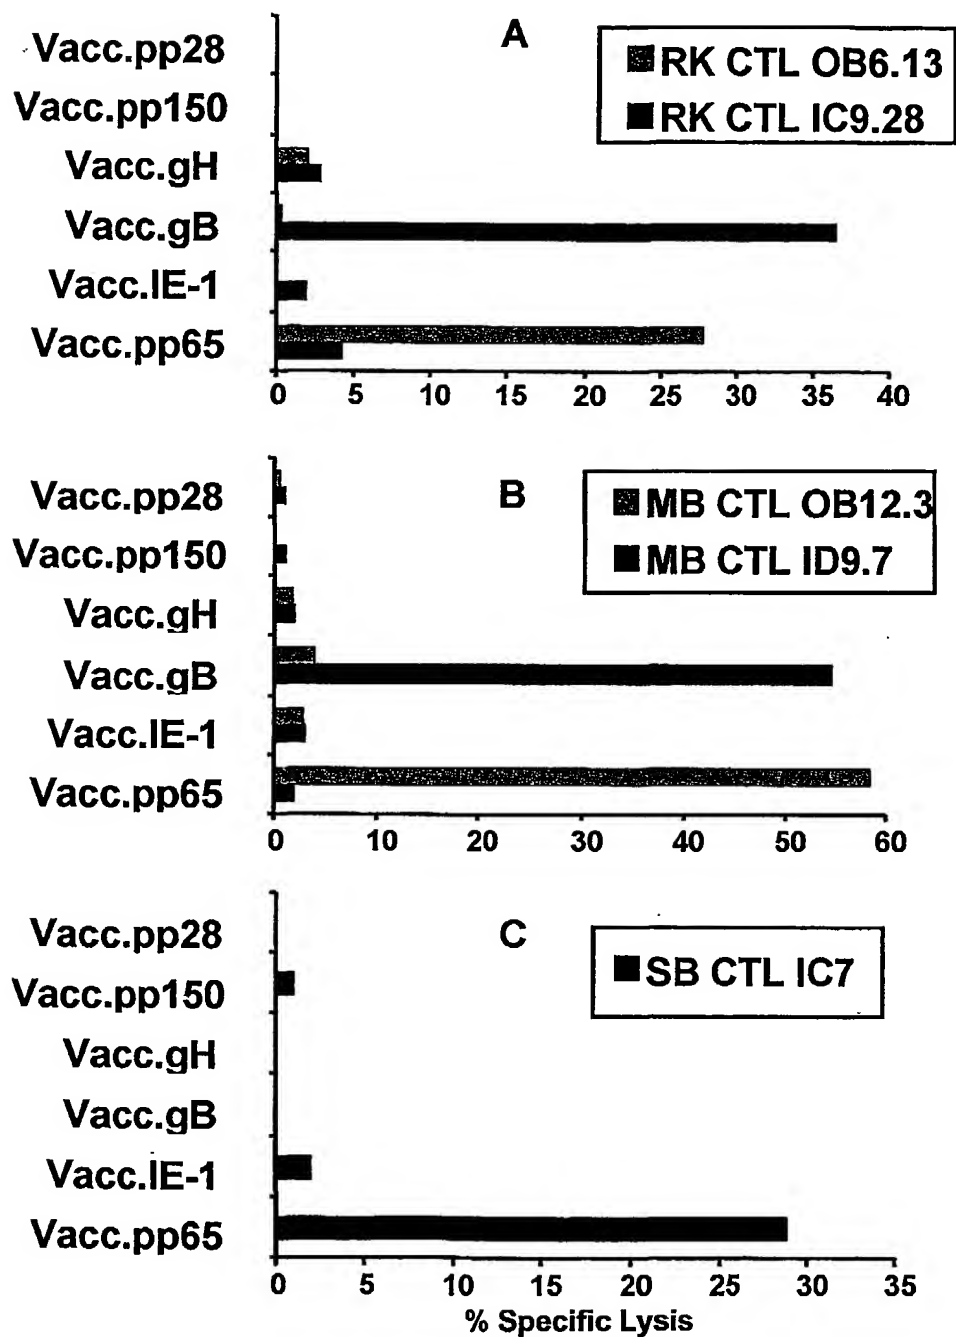 A
RK CTL OB6.13
RK CTL IC9.28
Vacc.pp28
Vacc.pp150
Vacc.gH
Vacc.gB
Vacc.IE-1
Vacc.pp65
0 5 10 15 20 25 30 35 40
B
MB CTL OB12.3
MB CTL ID9.7
Vacc.pp28
Vacc.pp150
Vacc.gH
Vacc.gB
Vacc.IE-1
Vacc.pp65
0 10 20 30 40 50 60
C
SB CTL IC7
Vacc.pp28
Vacc.pp150
Vacc.gH
Vacc.gB
Vacc.IE-1
Vacc.pp65
0 5 10 15 20 25 30 35
% Specific Lysis